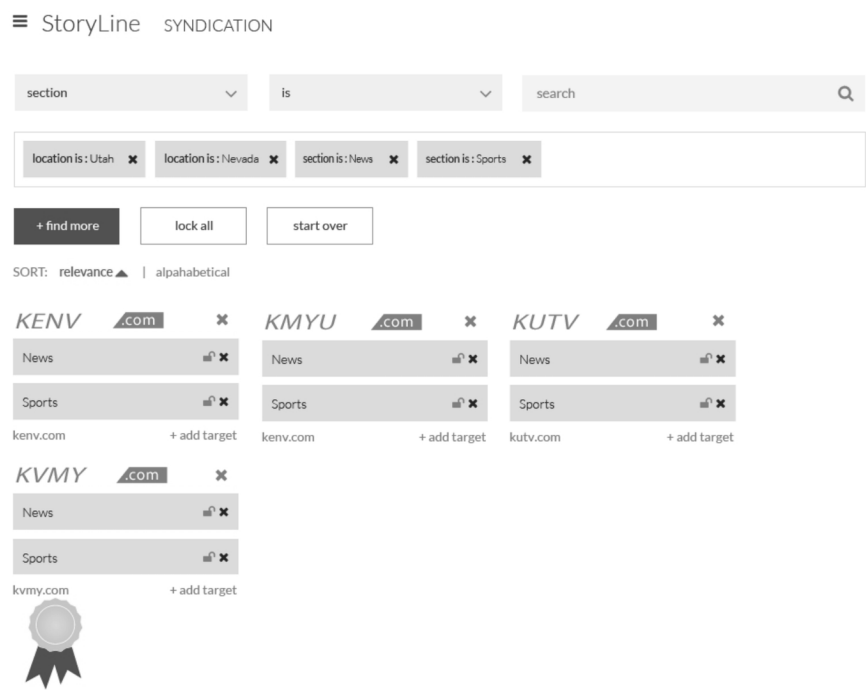 StoryLine SYNDICATION
section is search
location is : Utah location is : Nevada section is : News section is : Sports
+ find more lock all start over
SORT: relevance | alpahabetical
KENV .com KMYU .com KUTV .com
News News News
Sports Sports Sports
kenv.com + add target kenv.com + add target kutv.com + add target
KVMY .com
News
Sports
kvmy.com + add target